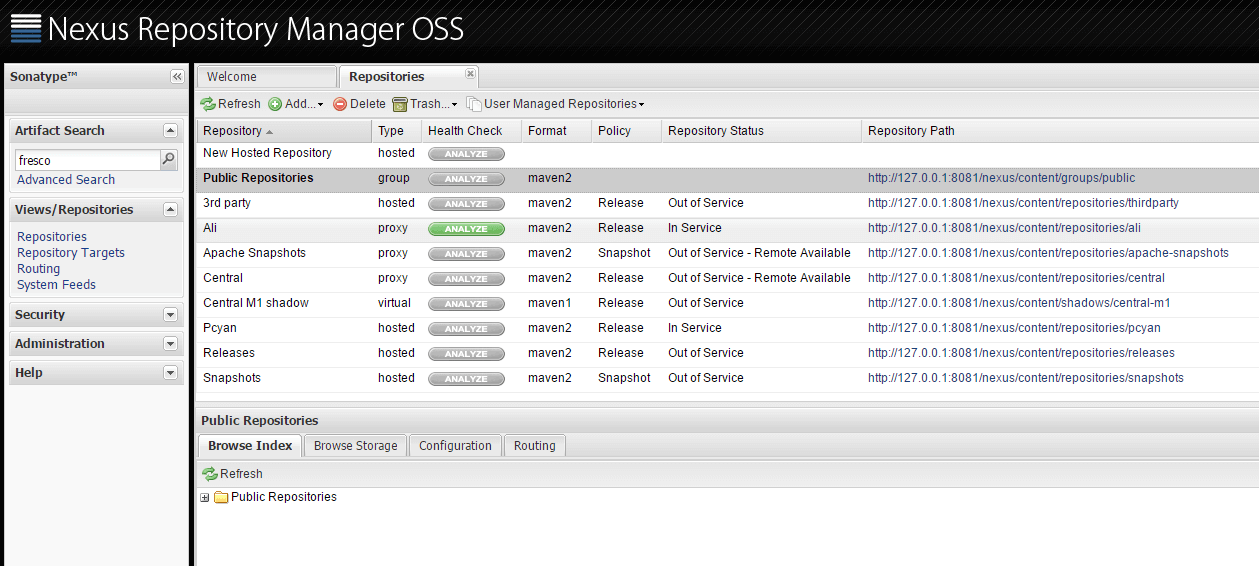 Nexus Repository Manager OSS
Sonatype™
Artifact Search
fresco
Advanced Search
Views/Repositories
Repositories
Repository Targets
Routing
System Feeds
Security
Administration
Help
Welcome Repositories
Refresh Add... Delete Trash... User Managed Repositories
Repository Type Health Check Format Policy Repository Status Repository Path
New Hosted Repository hosted ANALYZE
Public Repositories group ANALYZE maven2 http://127.0.0.1:8081/nexus/content/groups/public
3rd party hosted ANALYZE maven2 Release Out of Service http://127.0.0.1:8081/nexus/content/repositories/thirdparty
Ali proxy ANALYZE maven2 Release In Service http://127.0.0.1:8081/nexus/content/repositories/ali
Apache Snapshots proxy ANALYZE maven2 Snapshot Out of Service - Remote Available http://127.0.0.1:8081/nexus/content/repositories/apache-snapshots
Central proxy ANALYZE maven2 Release Out of Service - Remote Available http://127.0.0.1:8081/nexus/content/repositories/central
Central M1 shadow virtual ANALYZE maven1 Release Out of Service http://127.0.0.1:8081/nexus/content/shadows/central-m1
Pcyan hosted ANALYZE maven2 Release In Service http://127.0.0.1:8081/nexus/content/repositories/pcyan
Releases hosted ANALYZE maven2 Release Out of Service http://127.0.0.1:8081/nexus/content/repositories/releases
Snapshots hosted ANALYZE maven2 Snapshot Out of Service http://127.0.0.1:8081/nexus/content/repositories/snapshots
Public Repositories
Browse Index Browse Storage Configuration Routing
Refresh
Public Repositories